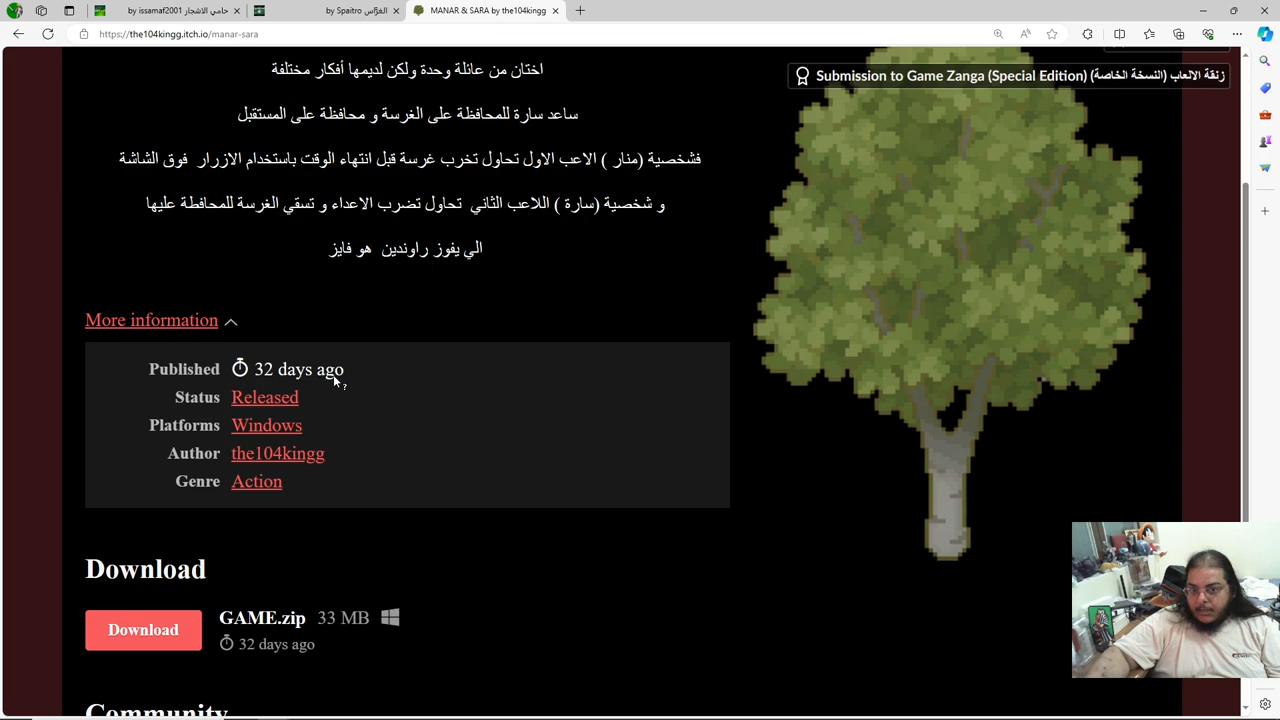 حامي الاشجار by issamaf2001
الغرّاس by Spaitro
MANAR & SARA by the104kingg
https://the104kingg.itch.io/manar-sara
Submission to Game Zanga (Special Edition) زنقة الالعاب (النسخة الخاصة)
اختان من عائلة وحدة ولكن لديمها أفكار مختلفة
ساعد سارة للمحافظة على الغرسة و محافظة على المستقبل
فشخصية (منار ) الاعب الاول تحاول تخرب غرسة قبل انتهاء الوقت باستخدام الازرار فوق الشاشة
و شخصية (سارة ) اللاعب الثاني تحاول تضرب الاعداء و تسقي الغرسة للمحافطة عليها
الي يفوز راوندين هو فايز
More information
Published 32 days ago
Status Released
Platforms Windows
Author the104kingg
Genre Action
Download
Download GAME.zip 33 MB
32 days ago
Community